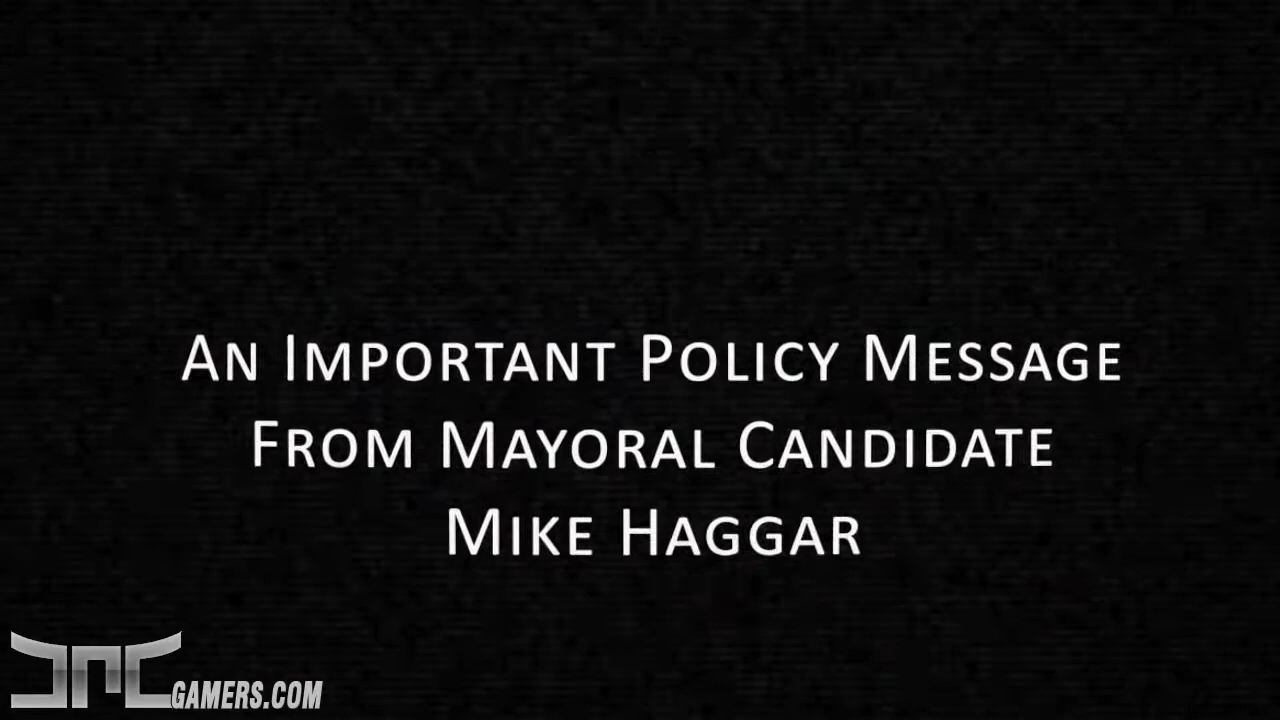 An Important Policy Message
From Mayoral Candidate
Mike Haggar
GAMERS.COM